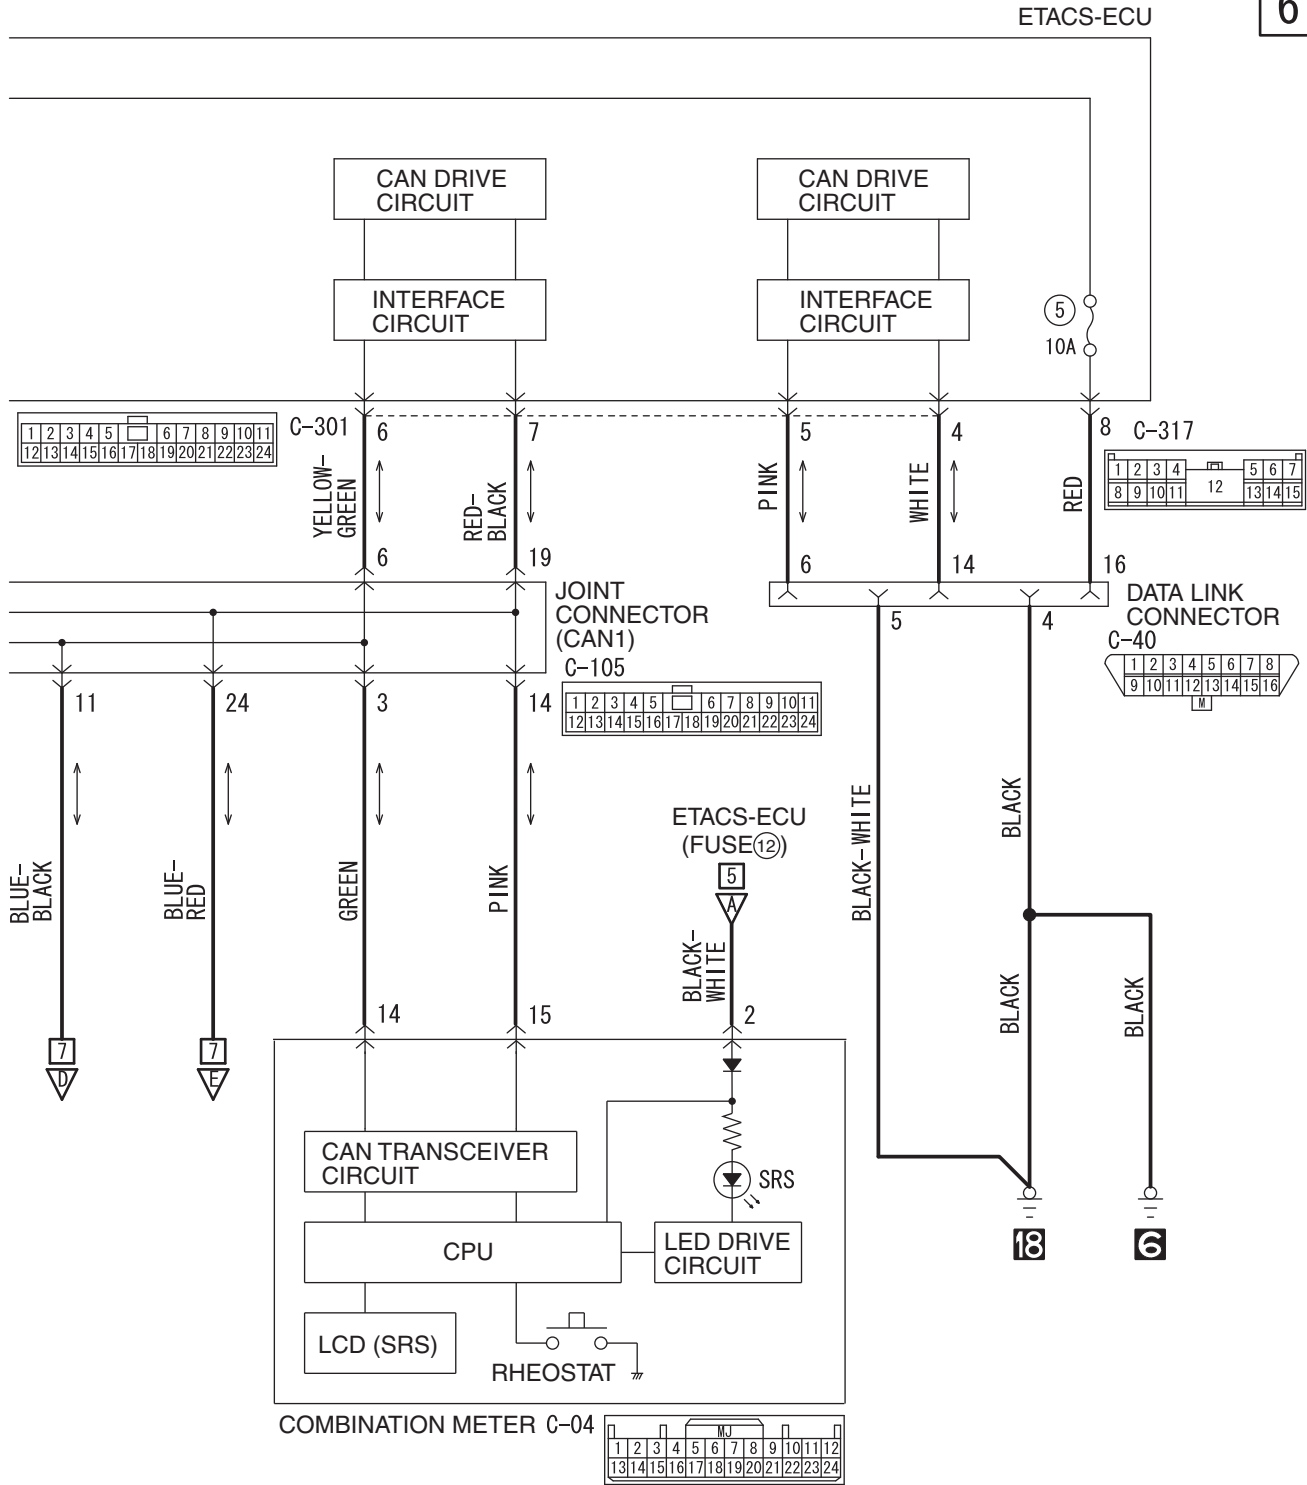 ETACS-ECU
6
CAN DRIVE
CIRCUIT
CAN DRIVE
CIRCUIT
INTERFACE
CIRCUIT
INTERFACE
CIRCUIT
5
10A
1 2 3 4 5 6 7 8 9 10 11
12 13 14 15 16 17 18 19 20 21 22 23 24
C-301
6
7
5
4
8
C-317
1 2 3 4 5 6 7
8 9 10 11 12 13 14 15
YELLOW-
GREEN
RED-
BLACK
PINK
WHITE
RED
6
19
6
14
16
JOINT
CONNECTOR
(CAN1)
C-105
1 2 3 4 5 6 7 8 9 10 11
12 13 14 15 16 17 18 19 20 21 22 23 24
5
4
DATA LINK
CONNECTOR
C-40
1 2 3 4 5 6 7 8
9 10 11 12 13 14 15 16
M
11
24
3
14
BLUE-
BLACK
BLUE-
RED
GREEN
PINK
ETACS-ECU
(FUSE⑫)
5
A
BLACK-
WHITE
BLACK-WHITE
BLACK
BLACK
BLACK
14
15
2
7
D
7
E
CAN TRANSCEIVER
CIRCUIT
SRS
CPU
LED DRIVE
CIRCUIT
18
6
LCD (SRS)
RHEOSTAT
COMBINATION METER C-04
MJ
1 2 3 4 5 6 7 8 9 10 11 12
13 14 15 16 17 18 19 20 21 22 23 24